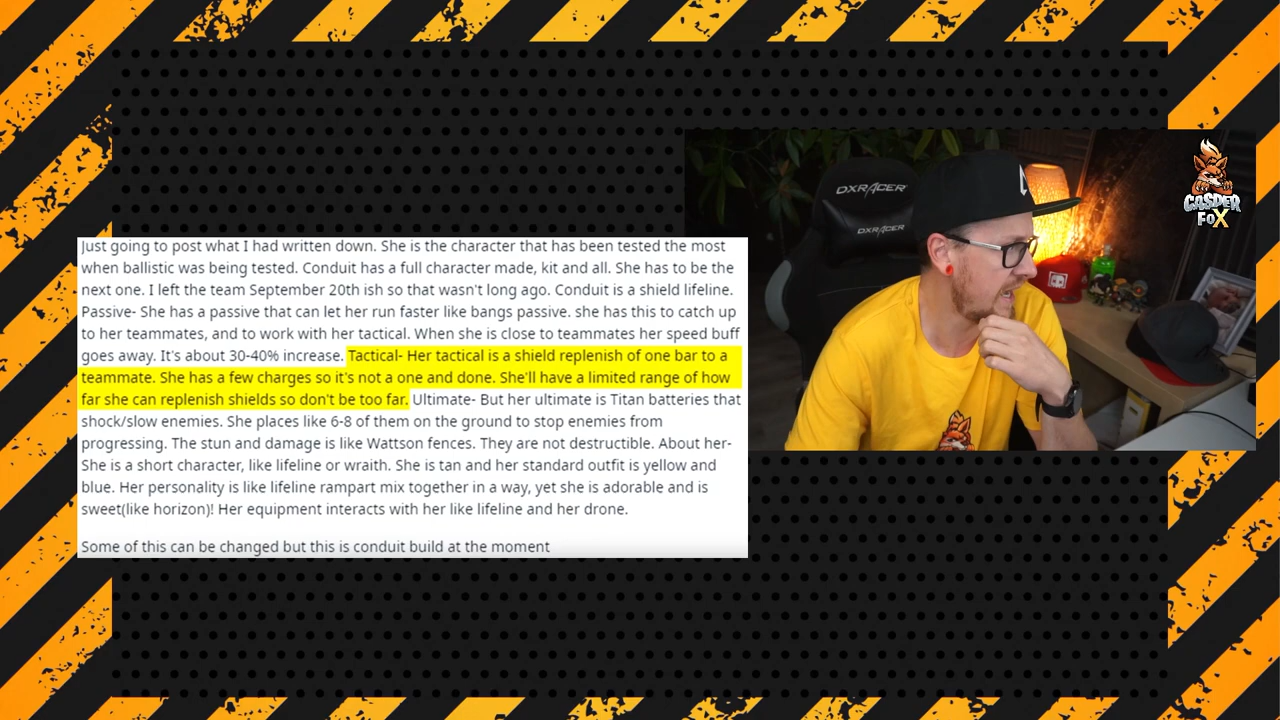 Just going to post what I had written down. She is the character that has been tested the most
when ballistic was being tested. Conduit has a full character made, kit and all. She has to be the
next one. I left the team September 20th ish so that wasn't long ago. Conduit is a shield lifeline.
Passive- She has a passive that can let her run faster like bangs passive. she has this to catch up
to her teammates, and to work with her tactical. When she is close to teammates her speed buff
goes away. It's about 30-40% increase. Tactical- Her tactical is a shield replenish of one bar to a
teammate. She has a few charges so it's not a one and done. She'll have a limited range of how
far she can replenish shields so don't be too far. Ultimate- But her ultimate is Titan batteries that
shock/slow enemies. She places like 6-8 of them on the ground to stop enemies from
progressing. The stun and damage is like Wattson fences. They are not destructible. About her-
She is a short character, like lifeline or wraith. She is tan and her standard outfit is yellow and
blue. Her personality is like lifeline rampart mix together in a way, yet she is adorable and is
sweet(like horizon)! Her equipment interacts with her like lifeline and her drone.
Some of this can be changed but this is conduit build at the moment
DXRACER
DXRACER
CASPER
FOX